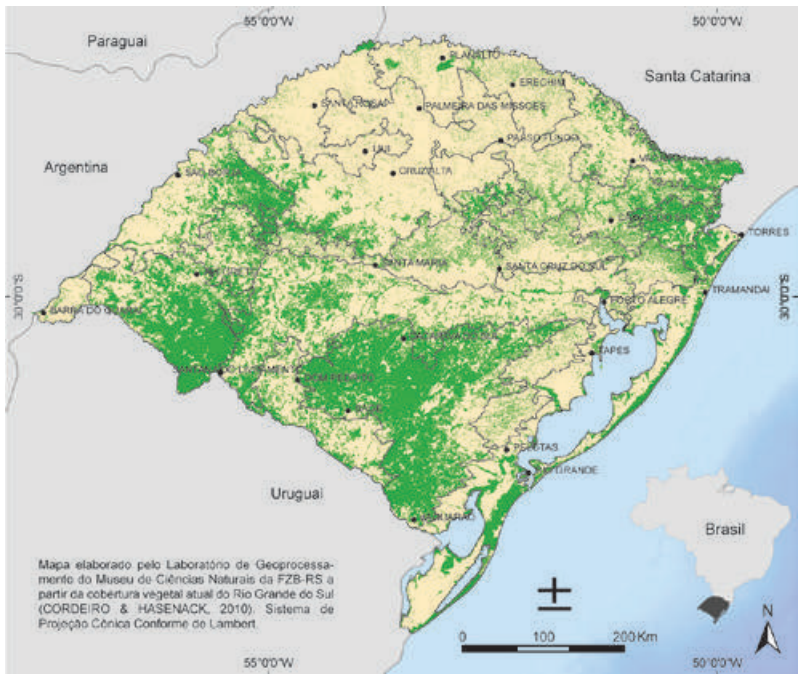 55°0'0"W
50°0'0"W
Paraguai
PLANALTO
ERECHIM
Santa Catarina
SANTA ROSA
PALMEIRA DAS MISSÕES
PASSO FUNDO
Argentina
IJUÍ
CRUZ ALTA
TORRES
SANTA MARIA
SANTA CRUZ DO SUL
30°0'0"S
TRAMANDAÍ
30°0'0"S
PORTO ALEGRE
TAPES
PELOTAS
RIO GRANDE
Uruguai
JAGUARÃO
Brasil
Mapa elaborado pelo Laboratório de Geoprocessa-
mento do Museu de Ciências Naturais da FZB-RS a
partir da cobertura vegetal atual do Rio Grande do Sul
(CORDEIRO & HASENACK, 2010). Sistema de
Projeção Cônica Conforme de Lambert
N
0 100 200 Km
55°0'0"W
50°0'0"W